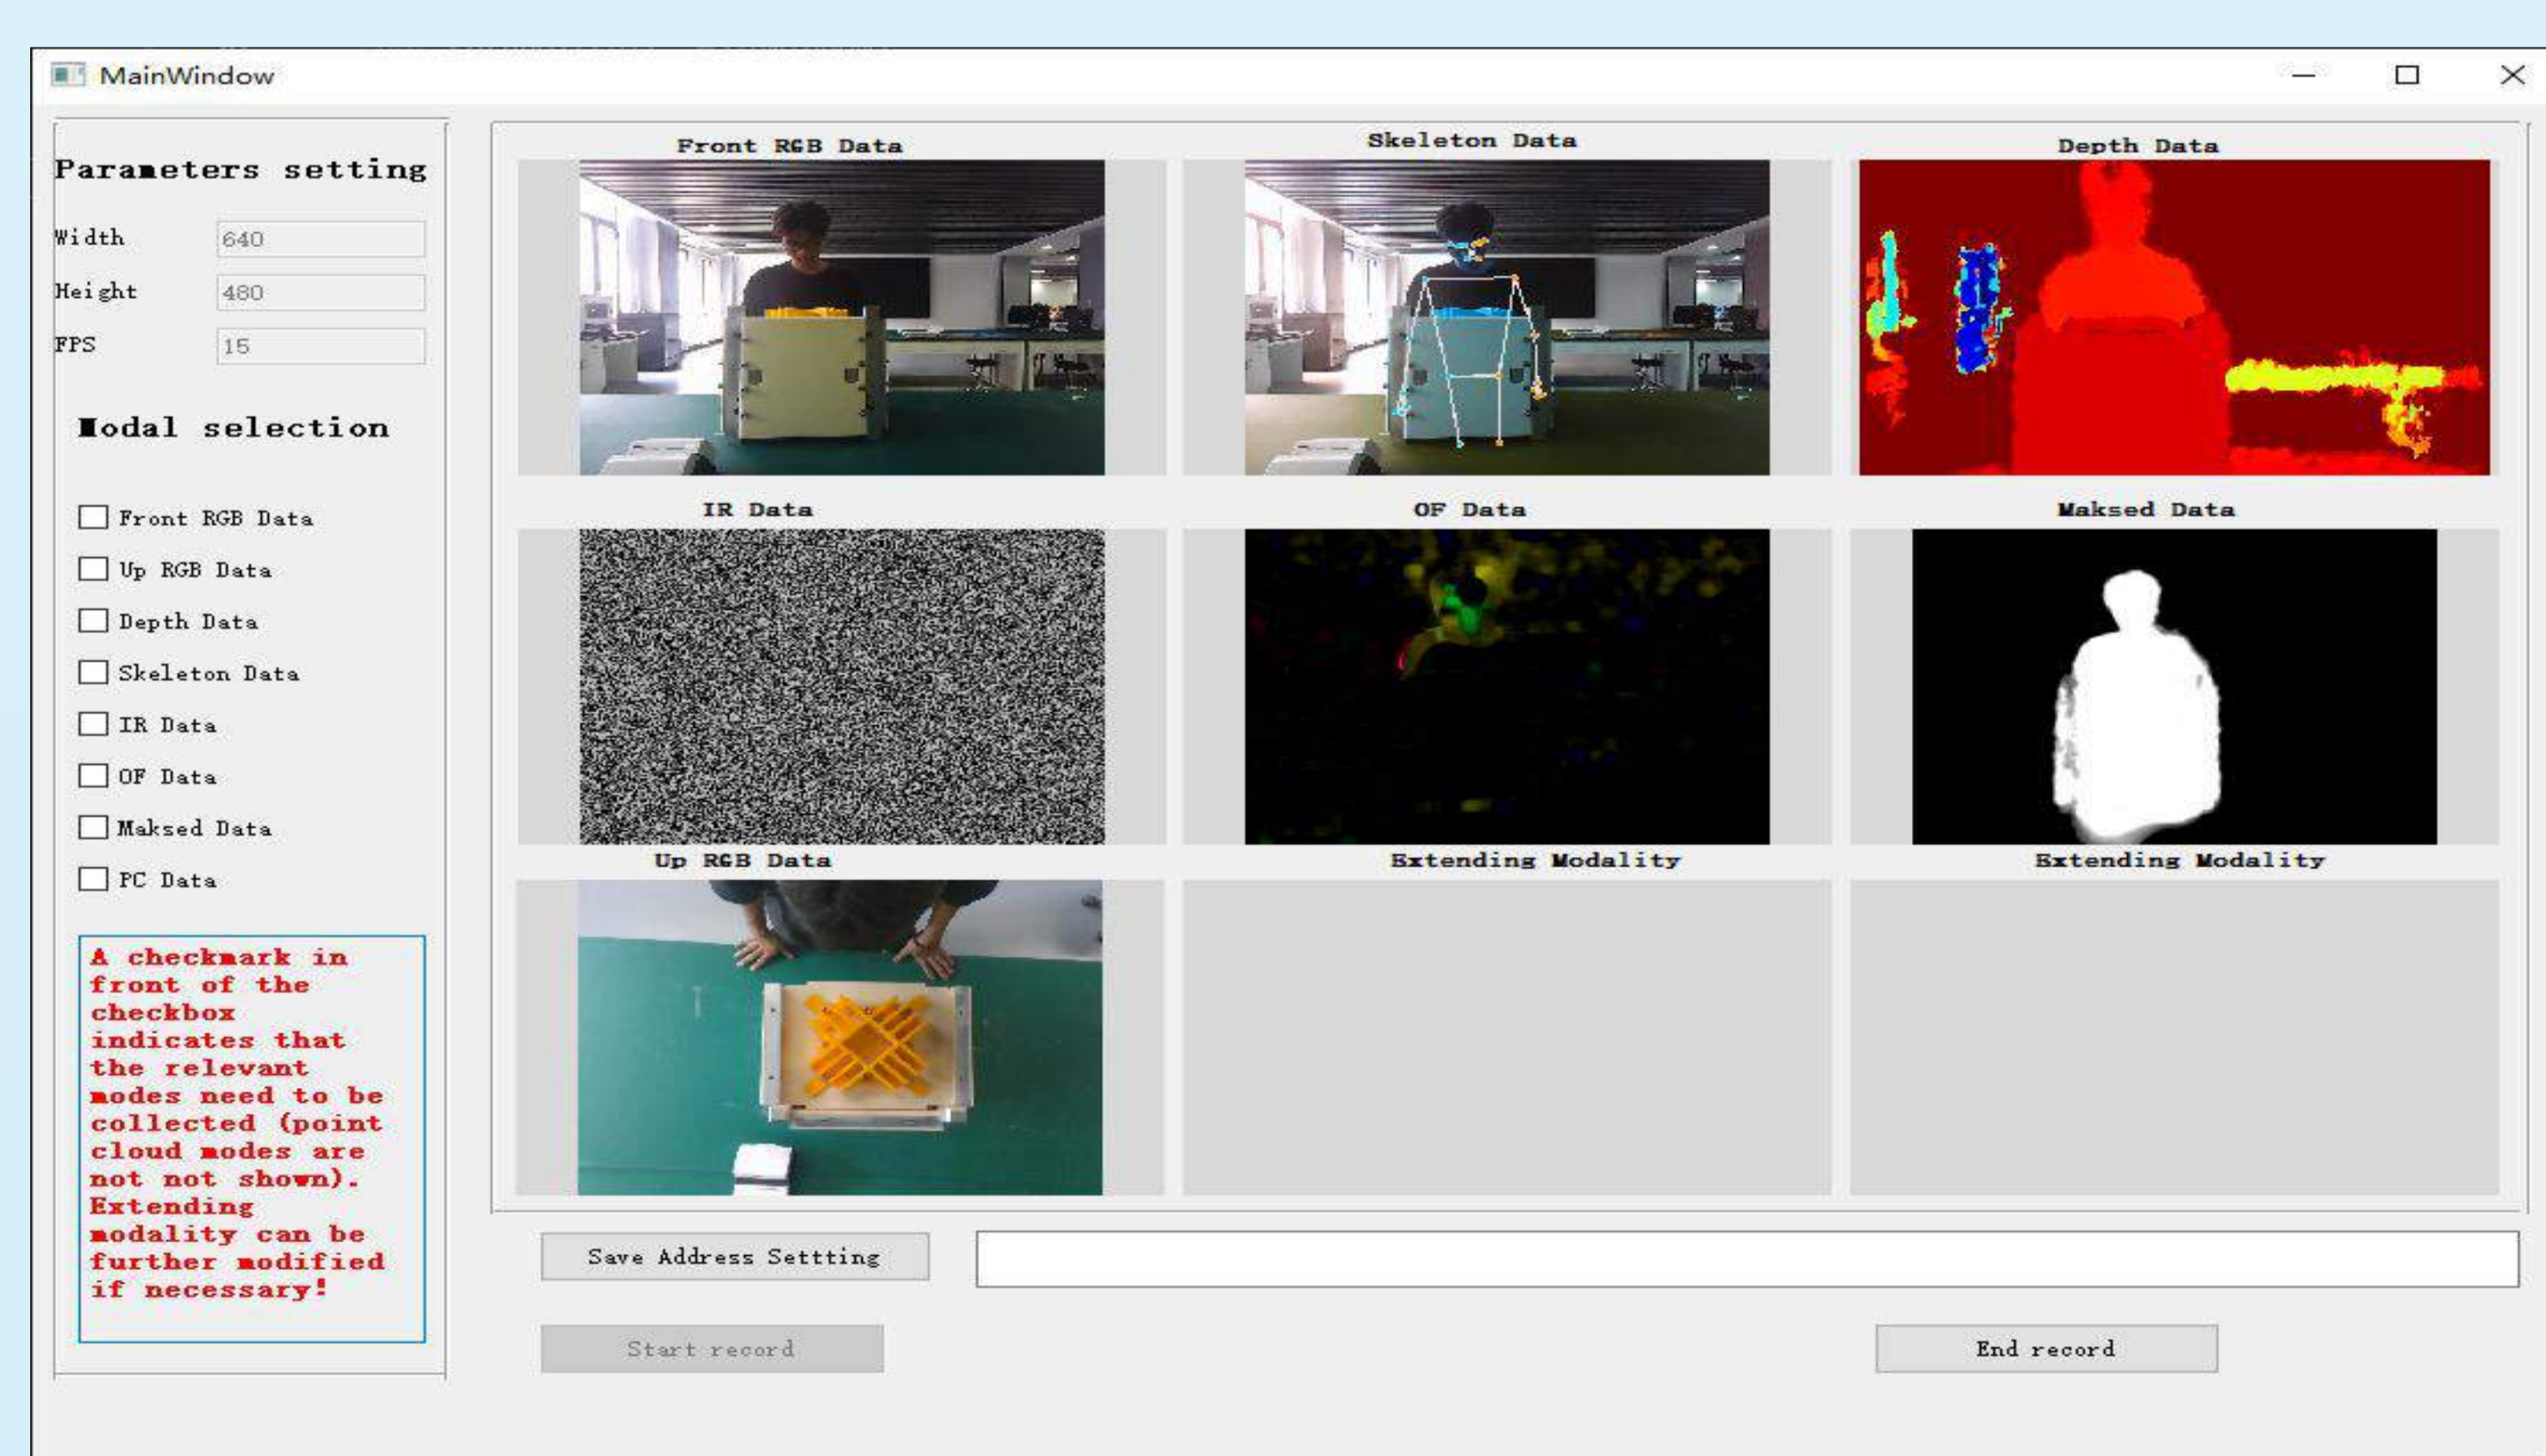 MainWindow
Parameters setting
Width 640
Height 480
FPS 15
Modal selection
Front RGB Data
Up RGB Data
Depth Data
Skeleton Data
IR Data
OF Data
Maksed Data
PC Data
A checkmark in
front of the
checkbox
indicates that
the relevant
modes need to be
collected (point
cloud modes are
not not shown).
Extending
modality can be
further modified
if necessary!
Front RGB Data
Skeleton Data
Depth Data
IR Data
OF Data
Maksed Data
Up RGB Data
Extending Modality
Extending Modality
Save Address Settting
Start record
End record